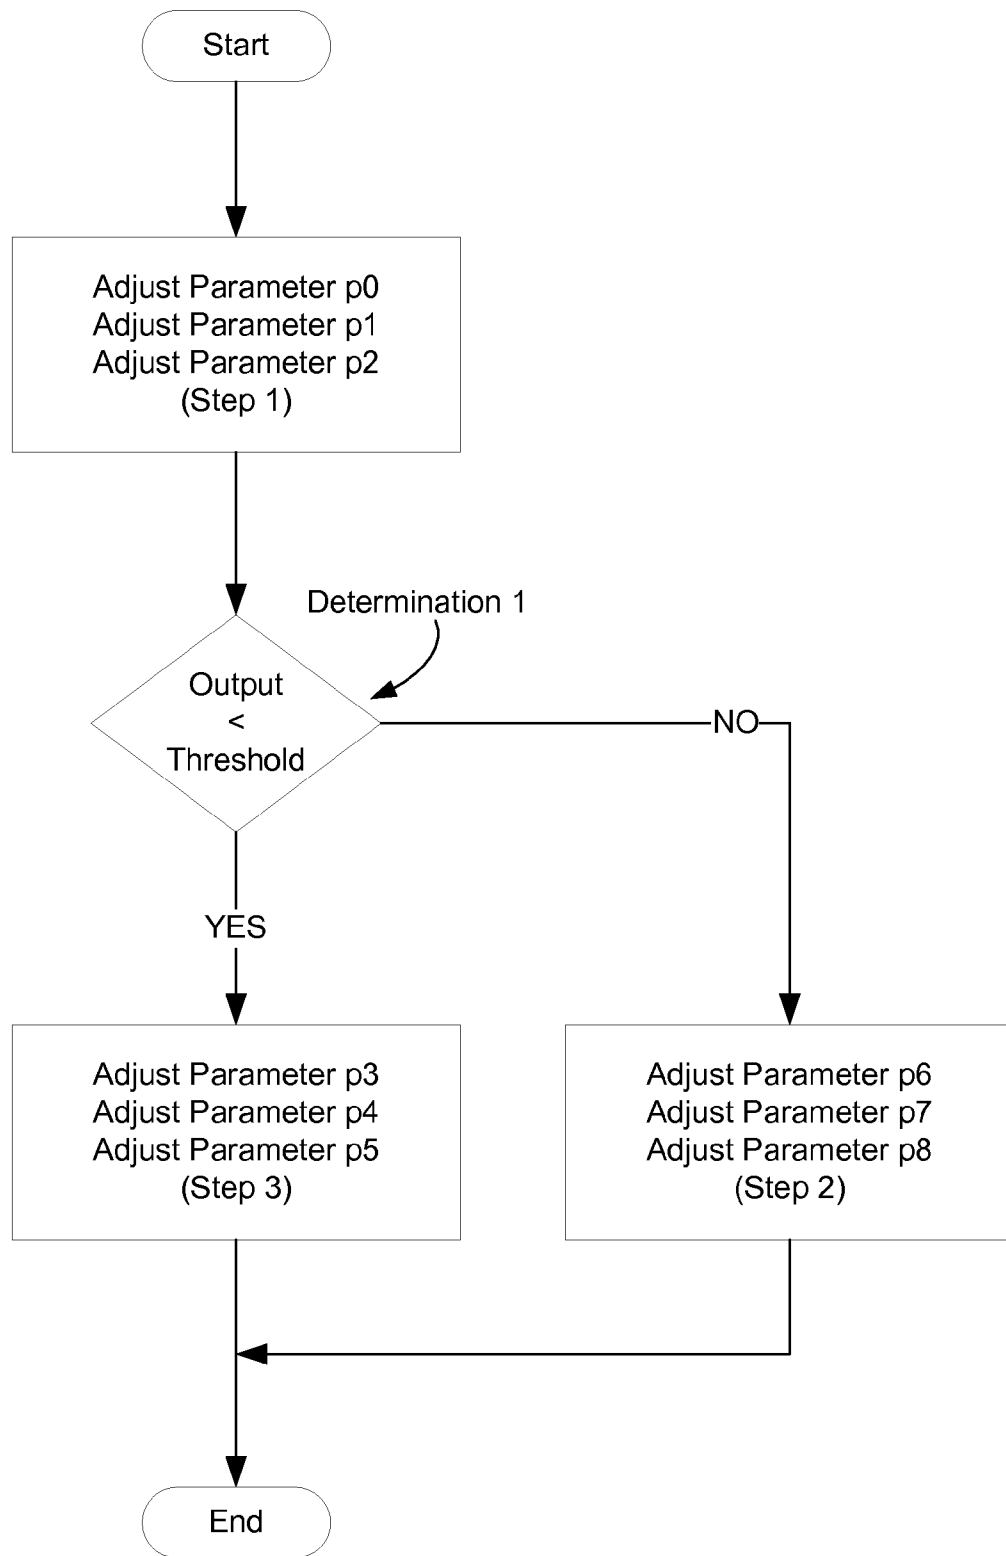 Start
Adjust Parameter p0
Adjust Parameter p1
Adjust Parameter p2
(Step 1)
Determination 1
Output
<
Threshold
NO
YES
Adjust Parameter p3
Adjust Parameter p4
Adjust Parameter p5
(Step 3)
Adjust Parameter p6
Adjust Parameter p7
Adjust Parameter p8
(Step 2)
End